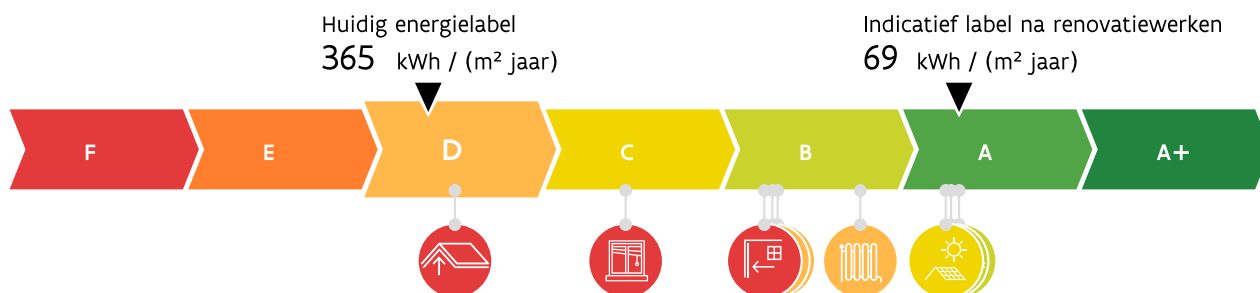 Huidig energielabel
365 kWh / (m² jaar)
Indicatief label na renovatiewerken
69 kWh / (m² jaar)
F E D C B A A+